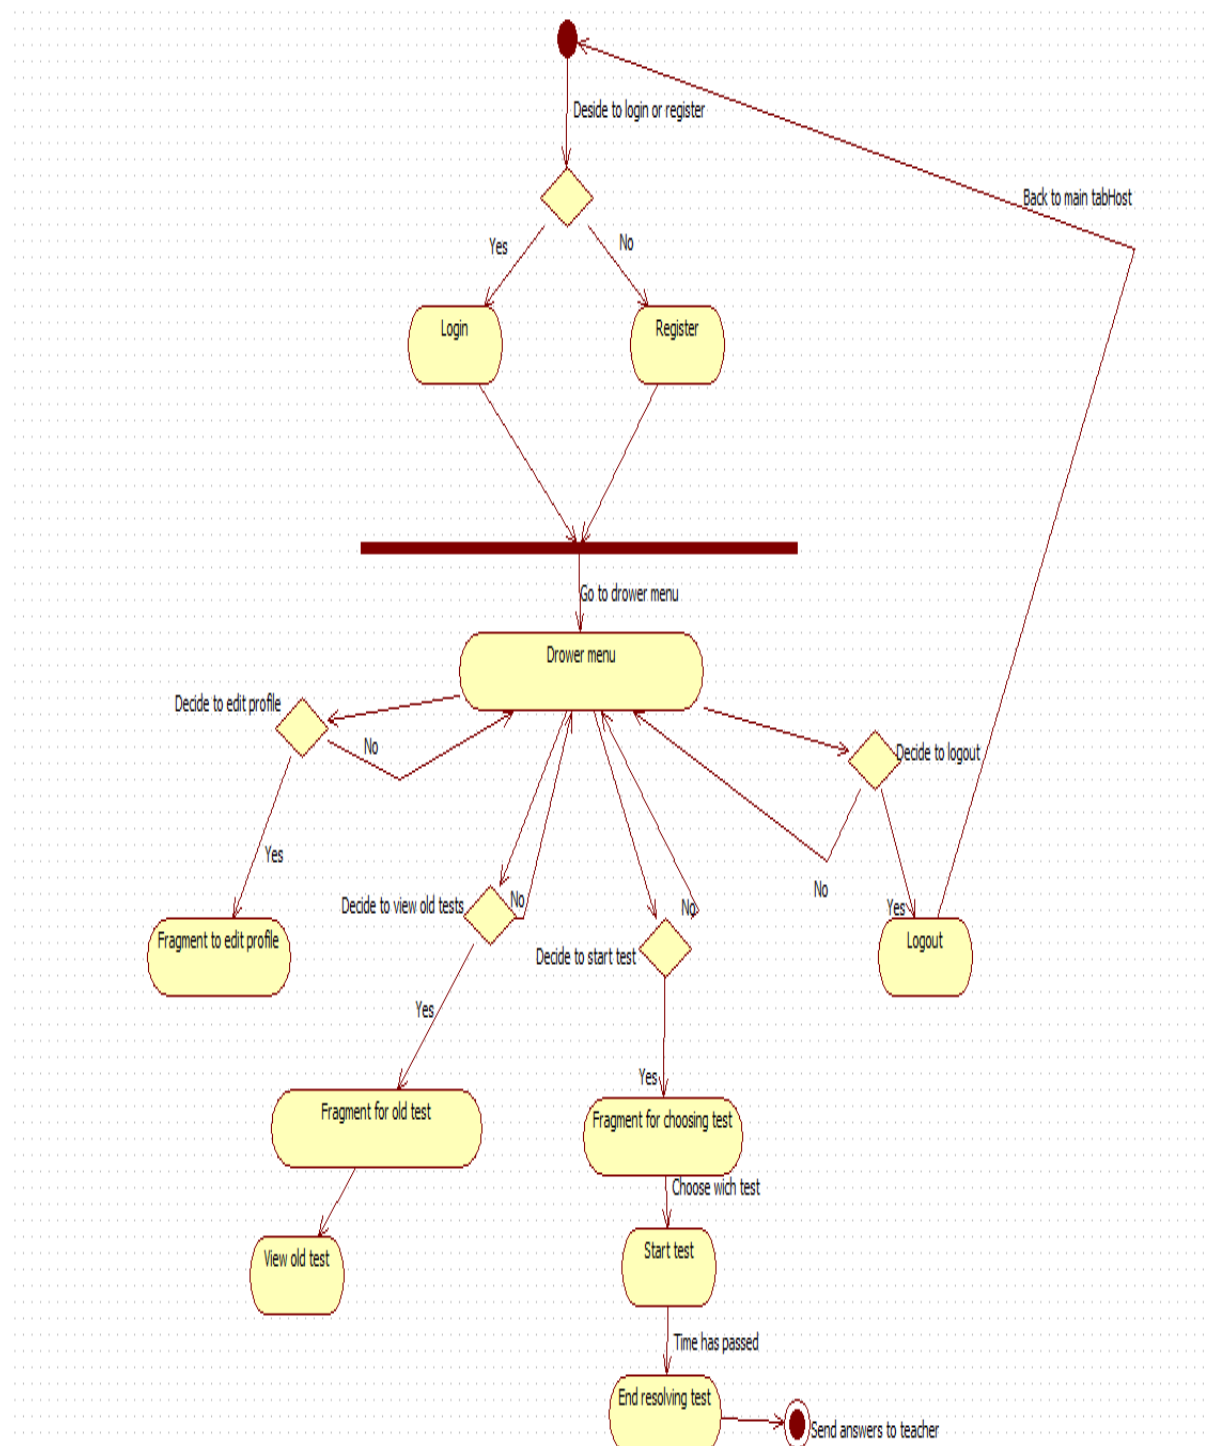 Deside to login or register
Back to main tabHost
Yes
No
Login
Register
Go to drower menu
Drower menu
Decide to edit profile
No
Decide to logout
Yes
No
Decide to view old tests
No
No
Yes
Fragment to edit profile
Logout
Decide to start test
Yes
Yes
Fragment for old test
Fragment for choosing test
Choose wich test
View old test
Start test
Time has passed
End resolving test
Send answers to teacher